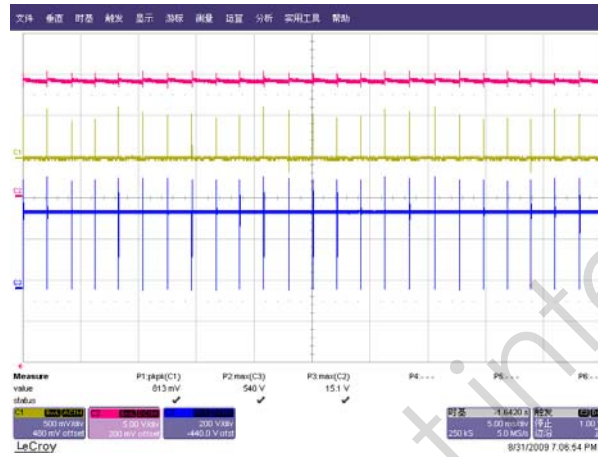 文件 垂直 时基 触发 显示 游标 测量 运算 分析 实用工具 帮助
C1
C2
C3
Measure P1:pkpk(C1) P2:max(C3) P3:max(C2) P4:--- P5:--- P6:--
value 813 mV 540 V 15.1 V
status
C1 C2 时基 -1.6420 s 触发
500 mV/div 5.00 V/div 200 V/div 5.00 ms/div 停止 1.00
400 mV offset 200 mV offset -440.0 V ofst 250 kS 5.0 MS/s 边沿
LeCroy 8/31/2009 7:06:54 PM
t int